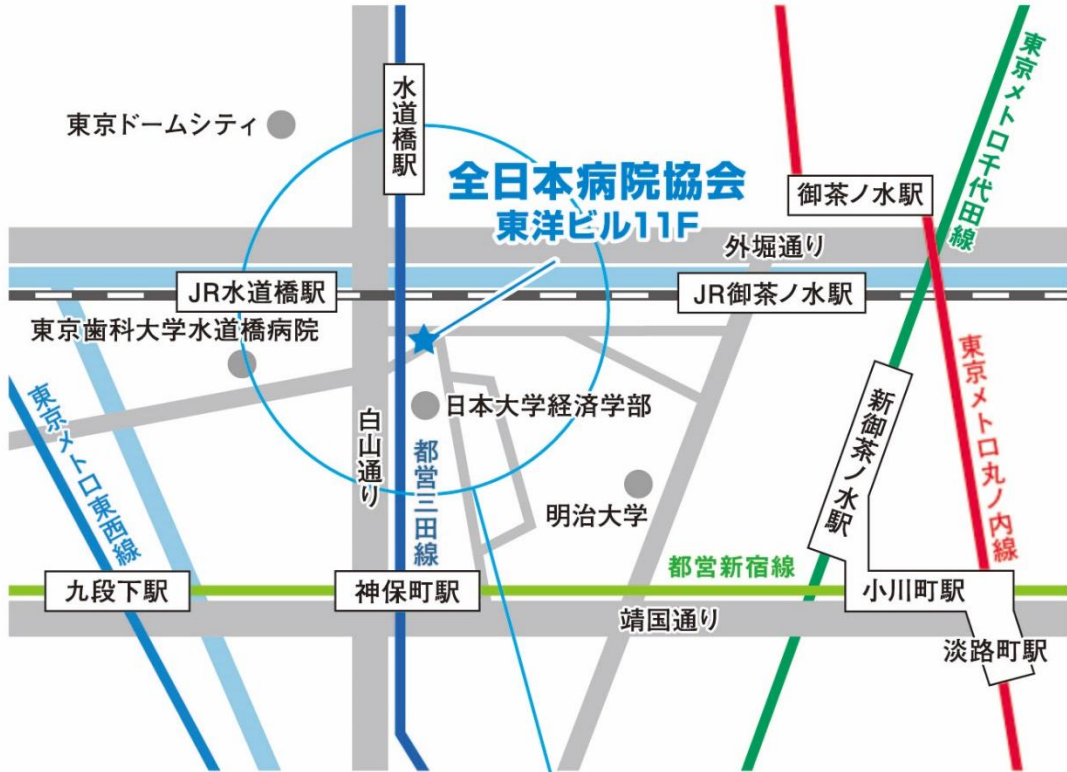 水道橋駅
東京ドームシティ
全日本病院協会
東洋ビル11F
御茶ノ水駅
東京メトロ千代田線
外堀通り
JR水道橋駅
JR御茶ノ水駅
東京歯科大学水道橋病院
東京メトロ東西線
白山通り
都営三田線
日本大学経済学部
明治大学
新御茶ノ水駅
東京メトロ丸ノ内線
都営新宿線
九段下駅
神保町駅
小川町駅
靖国通り
淡路町駅